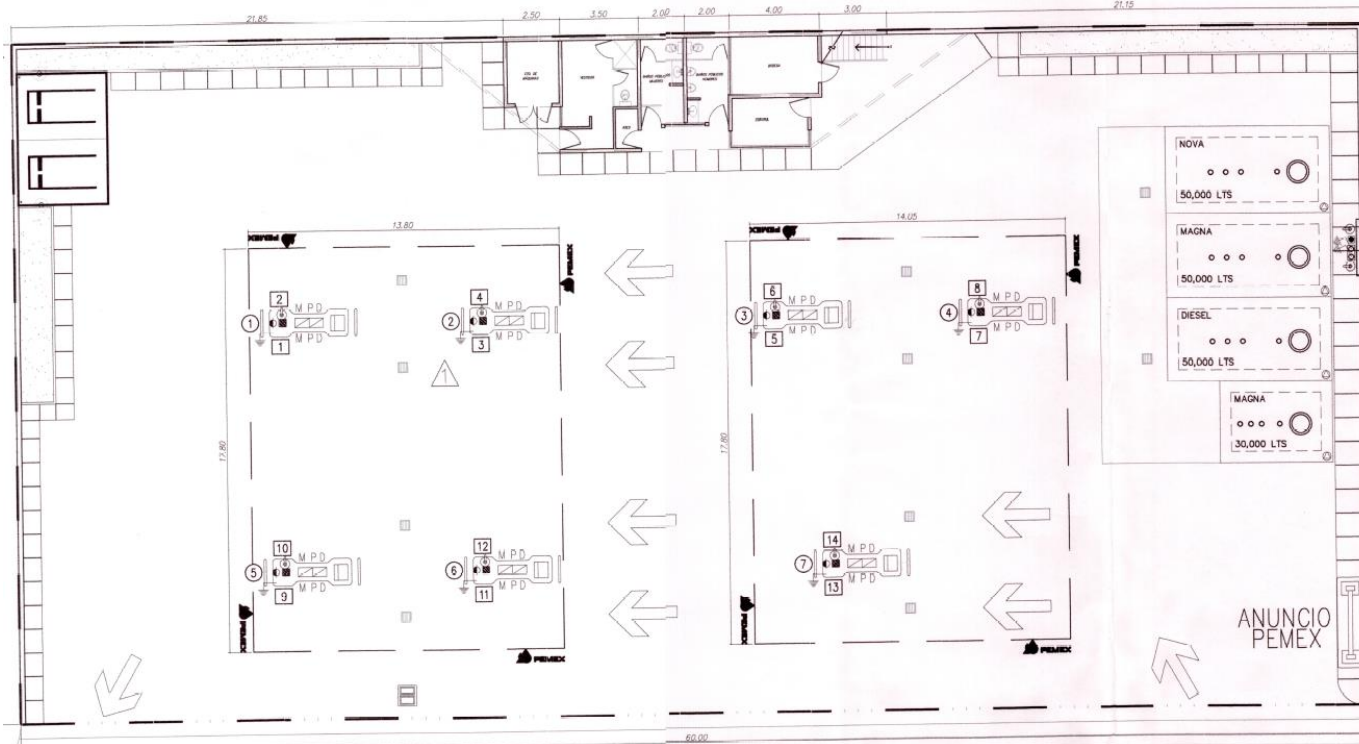 21.85
2.50
3.50
2.00
2.00
4.00
3.00
21.15
BODEGA
NOVA
50,000 LTS
MAGNA
50,000 LTS
DIESEL
50,000 LTS
MAGNA
30,000 LTS
13.80
14.05
PEMEX
PEMEX
PEMEX
PEMEX
17.80
17.80
1
2
M P D
1
M P D
2
4
M P D
3
M P D
3
6
M P D
5
M P D
4
8
M P D
7
M P D
1
5
10
M P D
9
M P D
6
12
M P D
11
M P D
7
14
M P D
13
M P D
PEMEX
PEMEX
PEMEX
PEMEX
ANUNCIO
PEMEX
60.00